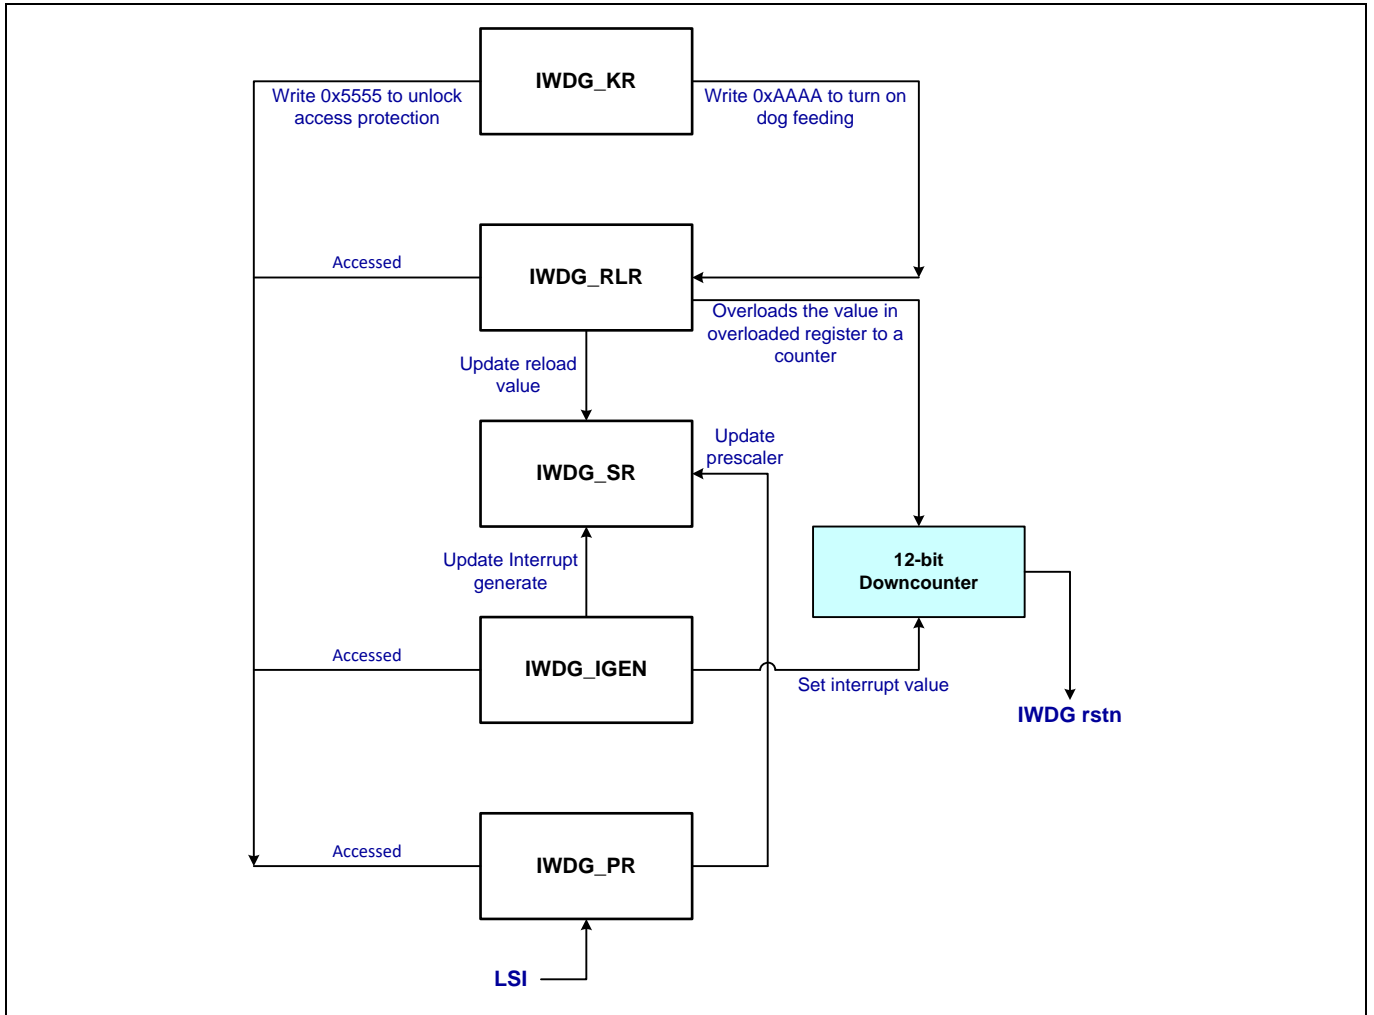 IWDG_KR
Write 0x5555 to unlock
access protection
Write 0xAAAA to turn on
dog feeding
Accessed
IWDG_RLR
Overloads the value in
overloaded register to a
counter
Update reload
value
IWDG_SR
Update
prescaler
Update Interrupt
generate
12-bit
Downcounter
Accessed
IWDG_IGEN
Set interrupt value
IWDG rstn
Accessed
IWDG_PR
LSI